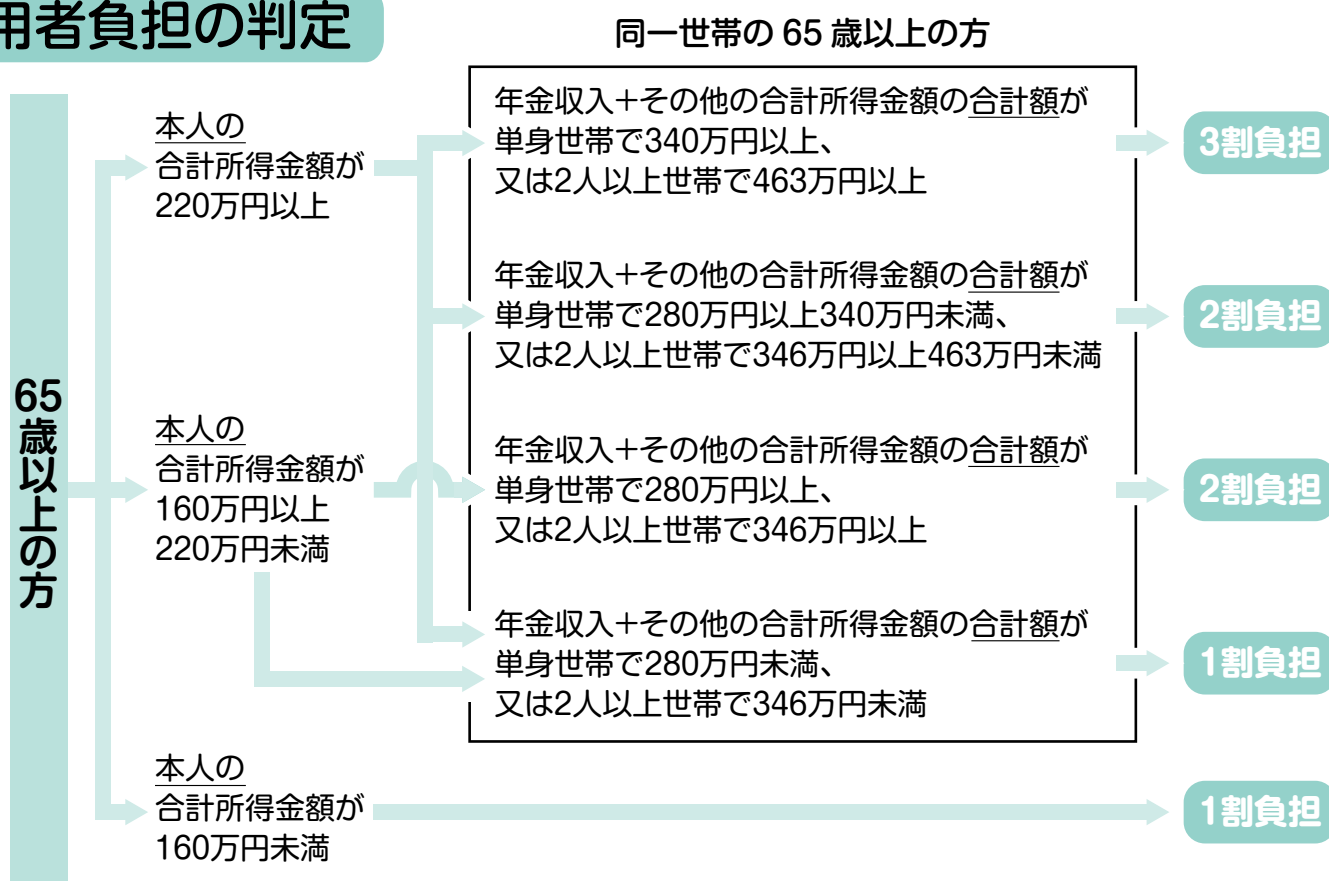 用者負担の判定
同一世帯の 65 歳以上の方
65歳以上の方
本人の
合計所得金額が
220万円以上
年金収入+その他の合計所得金額の合計額が
単身世帯で340万円以上、
又は2人以上世帯で463万円以上
3割負担
年金収入+その他の合計所得金額の合計額が
単身世帯で280万円以上340万円未満、
又は2人以上世帯で346万円以上463万円未満
2割負担
本人の
合計所得金額が
160万円以上
220万円未満
年金収入+その他の合計所得金額の合計額が
単身世帯で280万円以上、
又は2人以上世帯で346万円以上
2割負担
年金収入+その他の合計所得金額の合計額が
単身世帯で280万円未満、
又は2人以上世帯で346万円未満
1割負担
本人の
合計所得金額が
160万円未満
1割負担